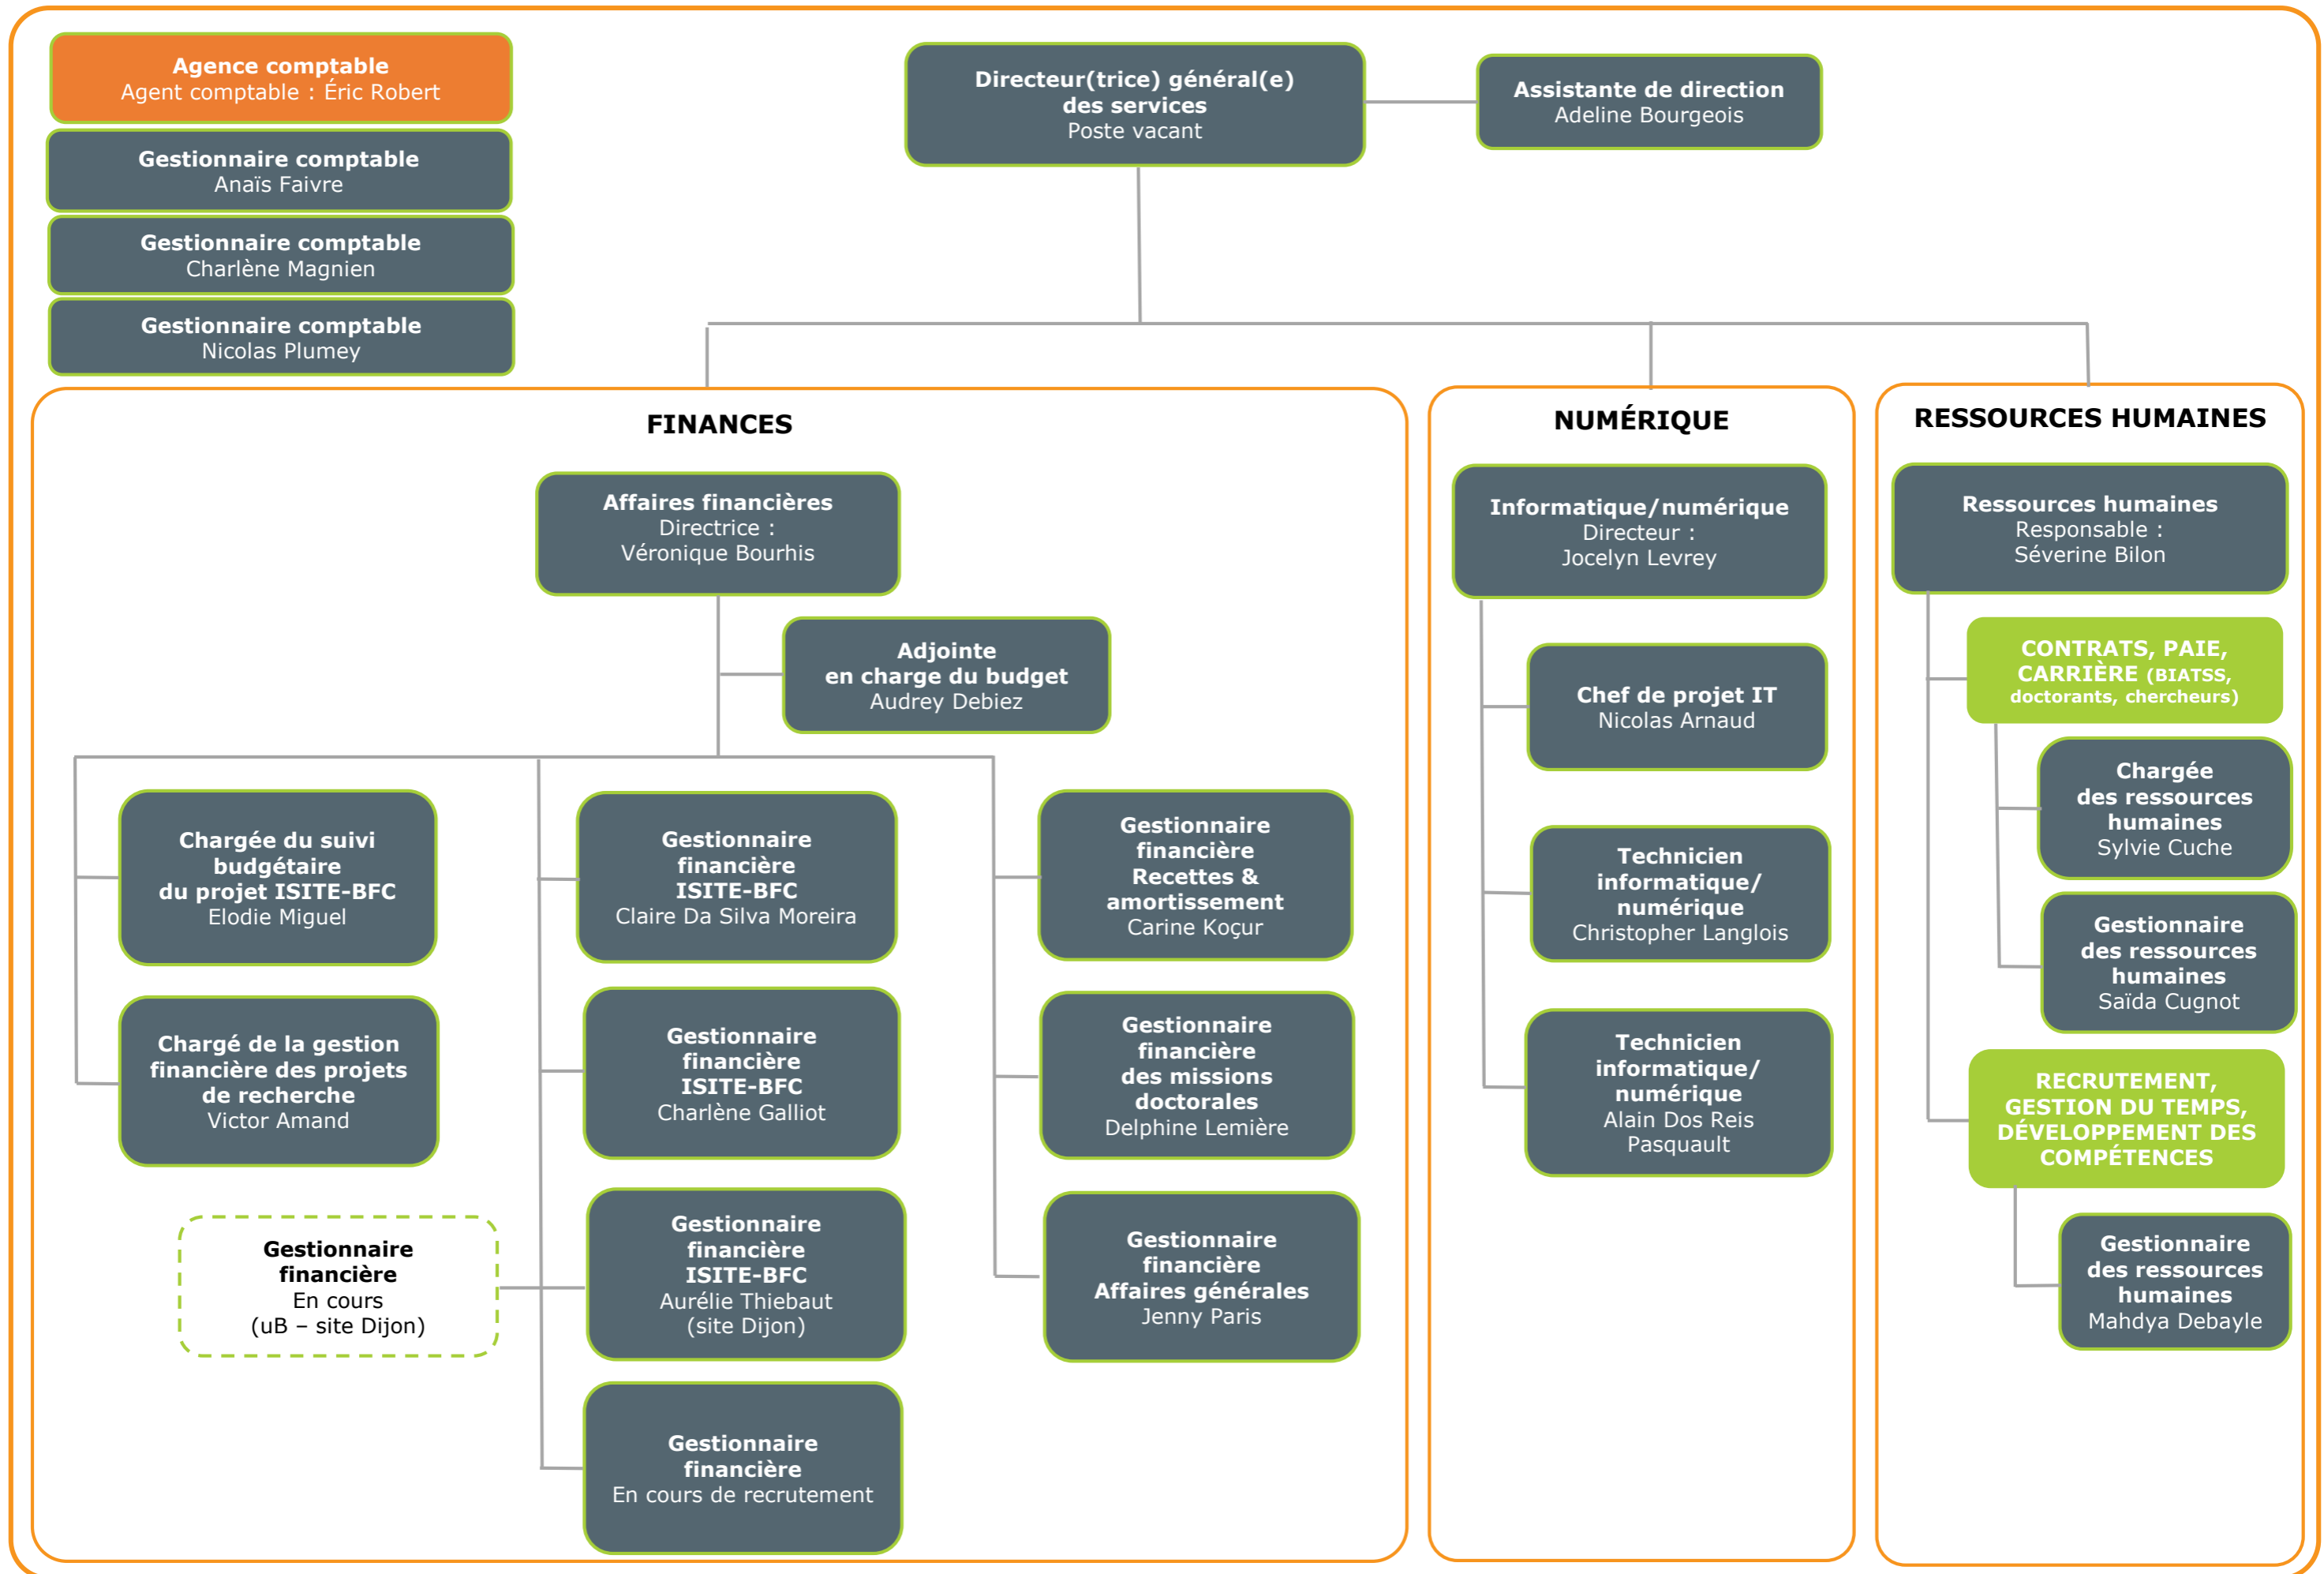 Agence comptable
Agent comptable : Éric Robert
Gestionnaire comptable
Anaïs Faivre
Gestionnaire comptable
Charlène Magnien
Gestionnaire comptable
Nicolas Plumey
Directeur(trice) général(e)
des services
Poste vacant
Assistante de direction
Adeline Bourgeois
FINANCES
Affaires financières
Directrice :
Véronique Bourhis
Adjointe
en charge du budget
Audrey Debiez
Chargée du suivi
budgétaire
du projet ISITE-BFC
Elodie Miguel
Chargé de la gestion
financière des projets
de recherche
Victor Amand
Gestionnaire
financière
En cours
(uB – site Dijon)
Gestionnaire
financière
ISITE-BFC
Claire Da Silva Moreira
Gestionnaire
financière
ISITE-BFC
Charlène Galliot
Gestionnaire
financière
ISITE-BFC
Aurélie Thiebaut
(site Dijon)
Gestionnaire
financière
En cours de recrutement
Gestionnaire
financière
Recettes &
amortissement
Carine Koçur
Gestionnaire
financière
des missions
doctorales
Delphine Lemière
Gestionnaire
financière
Affaires générales
Jenny Paris
NUMÉRIQUE
Informatique/numérique
Directeur :
Jocelyn Levrey
Chef de projet IT
Nicolas Arnaud
Technicien
informatique/
numérique
Christopher Langlois
Technicien
informatique/
numérique
Alain Dos Reis
Pasquault
RESSOURCES HUMAINES
Ressources humaines
Responsable :
Séverine Bilon
CONTRATS, PAIE,
CARRIÈRE (BIATSS,
doctorants, chercheurs)
Chargée
des ressources
humaines
Sylvie Cuche
Gestionnaire
des ressources
humaines
Saïda Cugnot
RECRUTEMENT,
GESTION DU TEMPS,
DÉVELOPPEMENT DES
COMPÉTENCES
Gestionnaire
des ressources
humaines
Mahdya Debayle